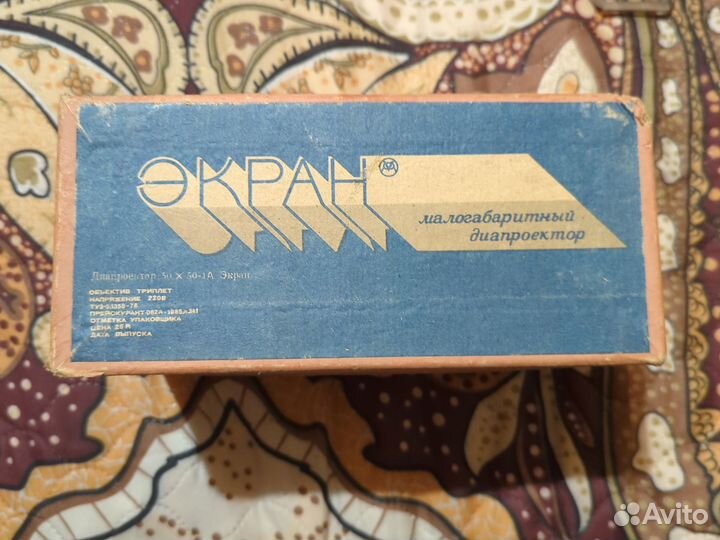 ЭКРАН
малогабаритный
диапроектор
Диапроектор 50 × 50-1А Экран
ОБЪЕКТИВ ТРИПЛЕТ
НАПРЯЖЕНИЕ 220В
ПРЕЙСКУРАНТ
ОТМЕТКА УПАКОВЩИКА
ЦЕНА 25 Р
ДАТА ВЫПУСКА
Avito